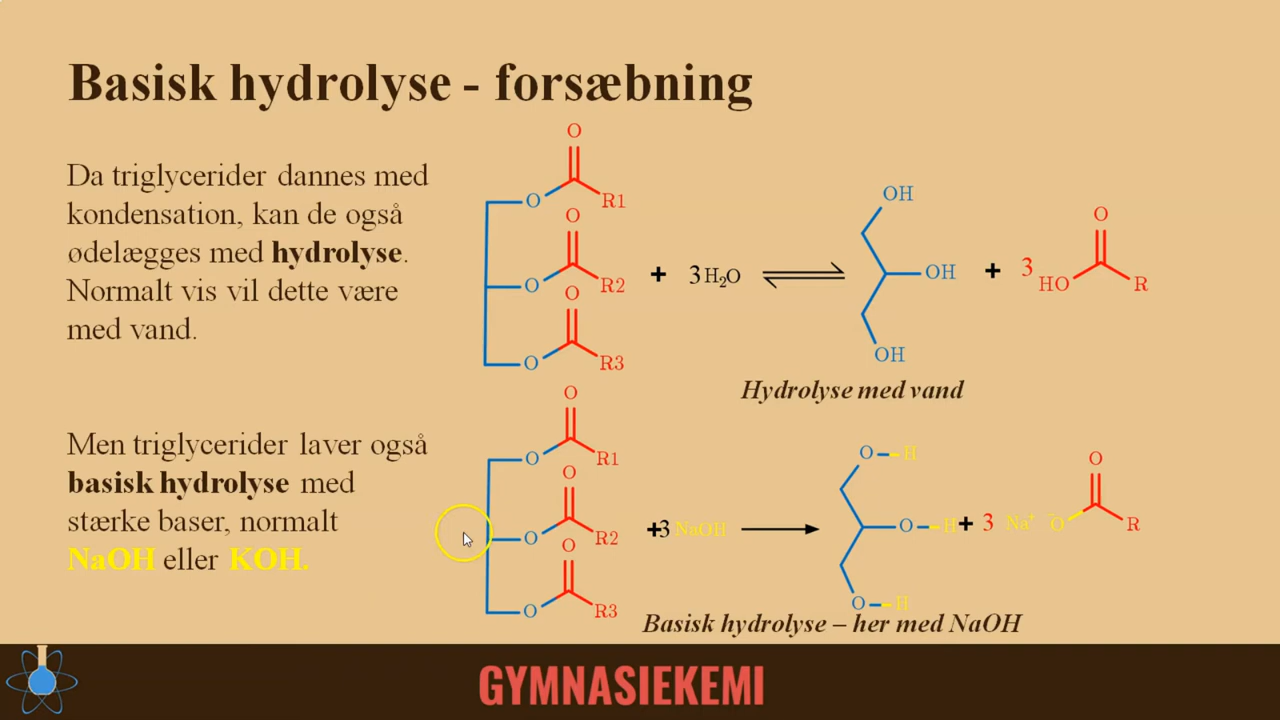 Basisk hydrolyse - forsæbning
Da triglycerider dannes med
kondensation, kan de også
ødelægges med hydrolyse.
Normalt vis vil dette være
med vand.
O
O R1
O
O R2
O
O R3
+ 3 H₂O
OH
OH
OH
+ 3
O
HO R
Hydrolyse med vand
Men triglycerider laver også
basisk hydrolyse med
stærke baser, normalt
NaOH eller KOH.
O
O R1
O
O R2
O
O R3
+3 NaOH
O H
O H
O H
+ 3 Na⁺ ⁻O
O
R
Basisk hydrolyse – her med NaOH
GYMNASIEKEMI